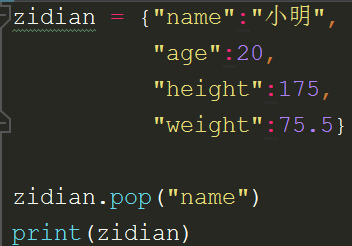 zidian = {"name":"小明",
"age":20,
"height":175,
"weight":75.5}
zidian.pop("name")
print(zidian)